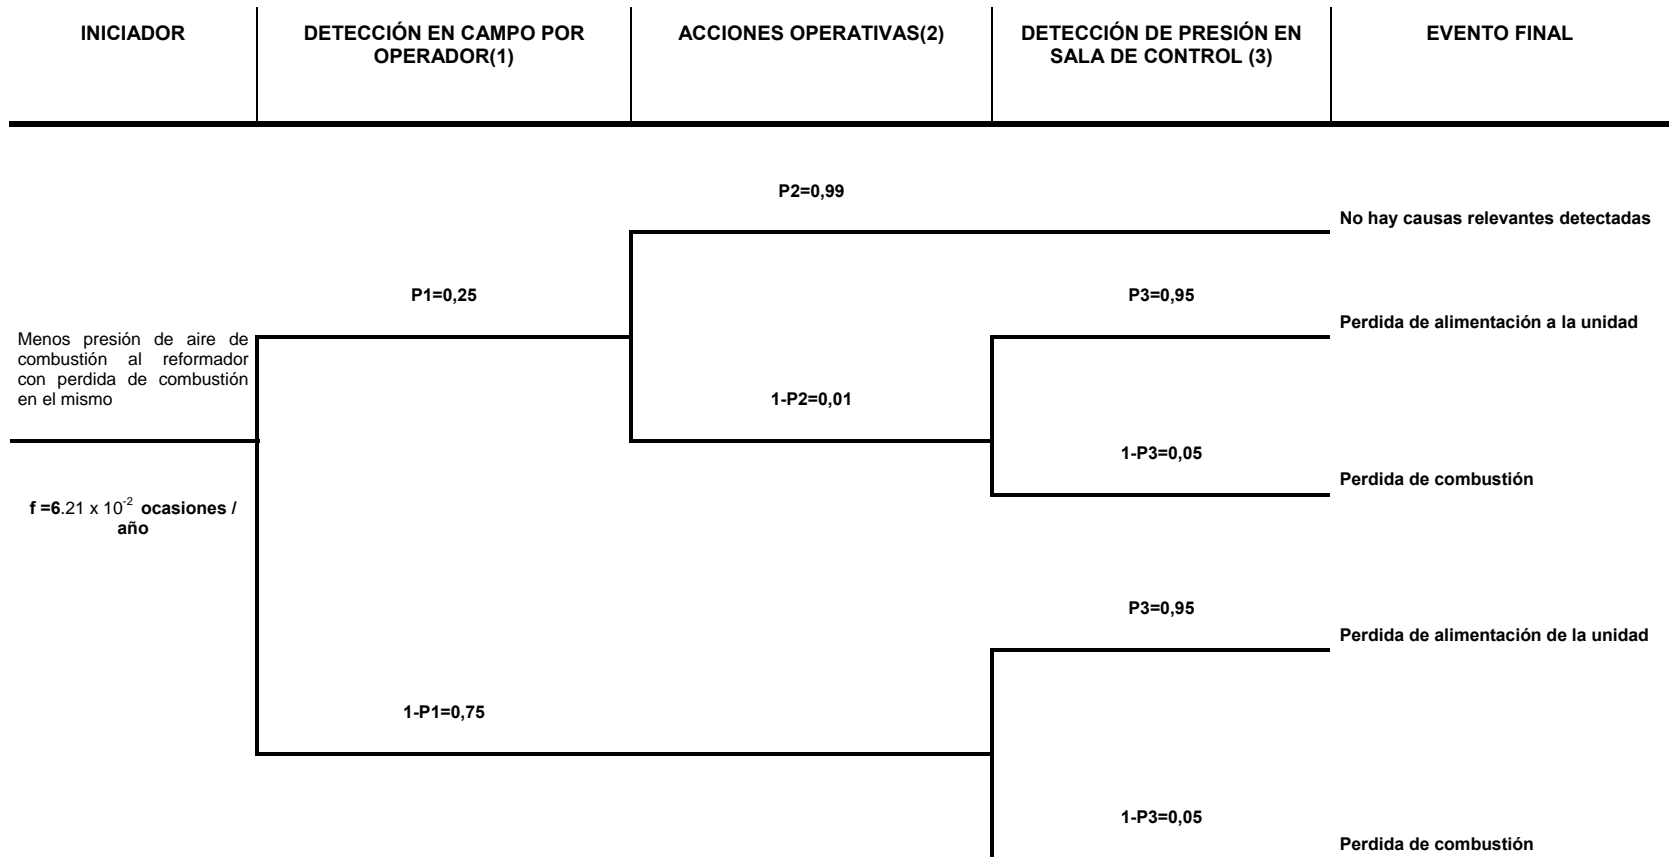 INICIADOR
DETECCIÓN EN CAMPO POR
OPERADOR(1)
ACCIONES OPERATIVAS(2)
DETECCIÓN DE PRESIÓN EN
SALA DE CONTROL (3)
EVENTO FINAL
P2=0,99
No hay causas relevantes detectadas
P1=0,25
P3=0,95
Perdida de alimentación a la unidad
Menos presión de aire de
combustión al reformador
con perdida de combustión
en el mismo
1-P2=0,01
1-P3=0,05
Perdida de combustión
f =6.21 x 10-2 ocasiones /
año
P3=0,95
Perdida de alimentación de la unidad
1-P1=0,75
1-P3=0,05
Perdida de combustión